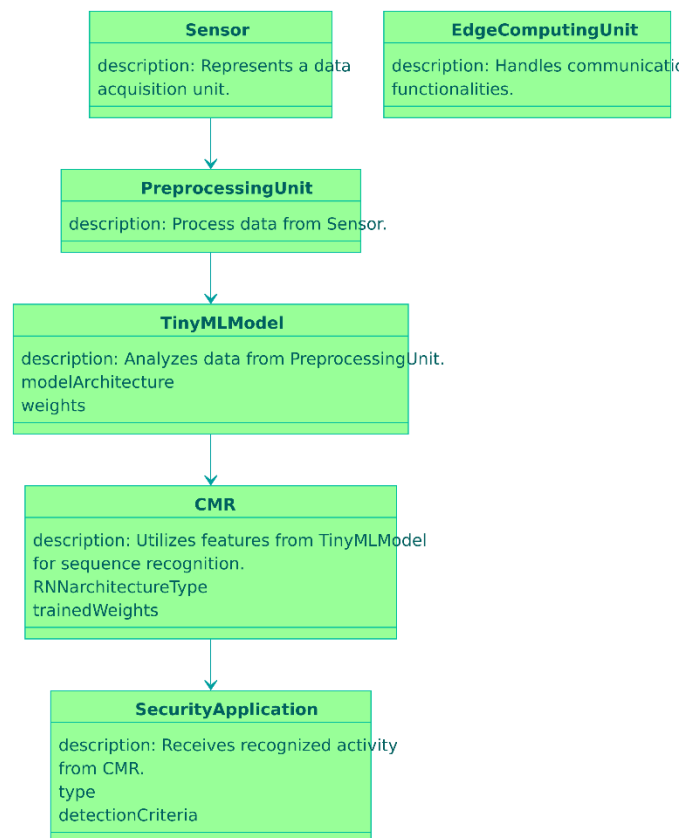 Sensor
description: Represents a data
acquisition unit.
EdgeComputingUnit
description: Handles communicatio
functionalities.
PreprocessingUnit
description: Process data from Sensor.
TinyMLModel
description: Analyzes data from PreprocessingUnit.
modelArchitecture
weights
CMR
description: Utilizes features from TinyMLModel
for sequence recognition.
RNNarchitectureType
trainedWeights
SecurityApplication
description: Receives recognized activity
from CMR.
type
detectionCriteria